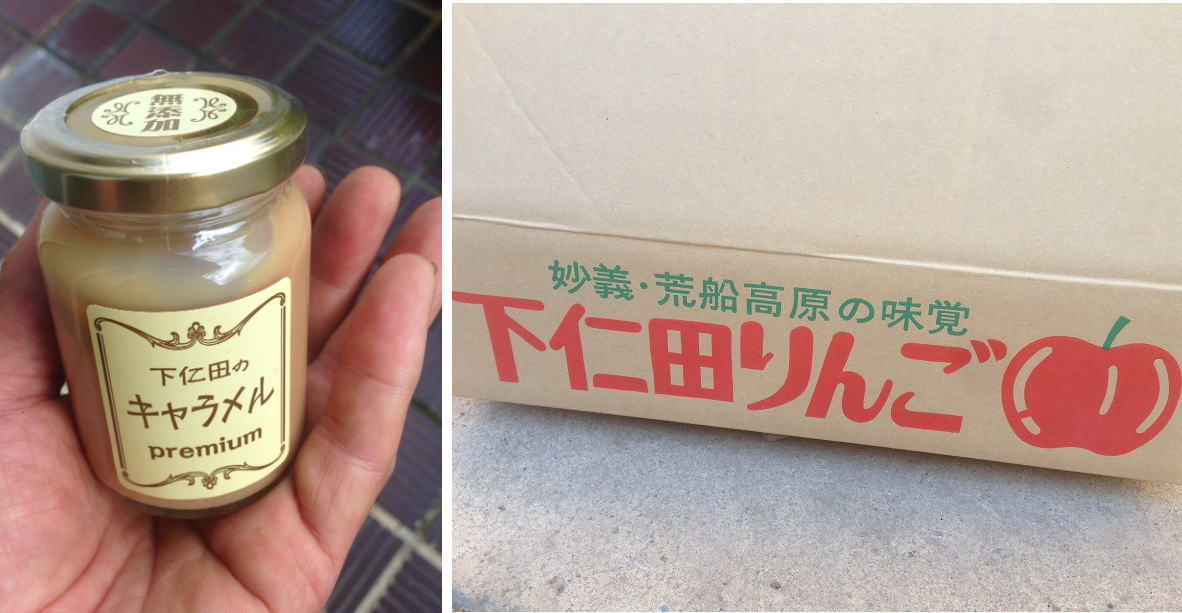 無添加
下仁田の
キャラメル
premium
妙義・荒船高原の味覚
下仁田りんご